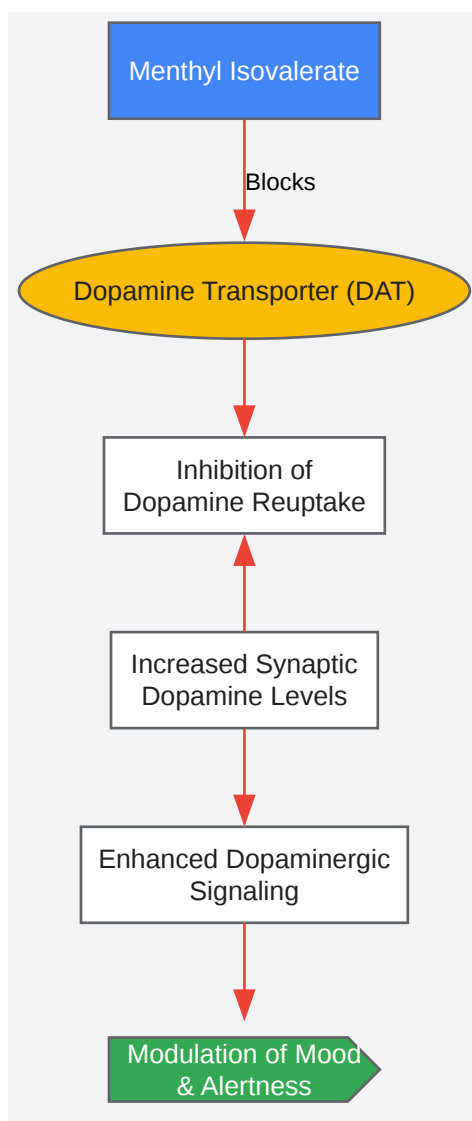 Menthyl Isovalerate
Blocks
Dopamine Transporter (DAT)
Inhibition of
Dopamine Reuptake
Increased Synaptic
Dopamine Levels
Enhanced Dopaminergic
Signaling
Modulation of Mood
& Alertness